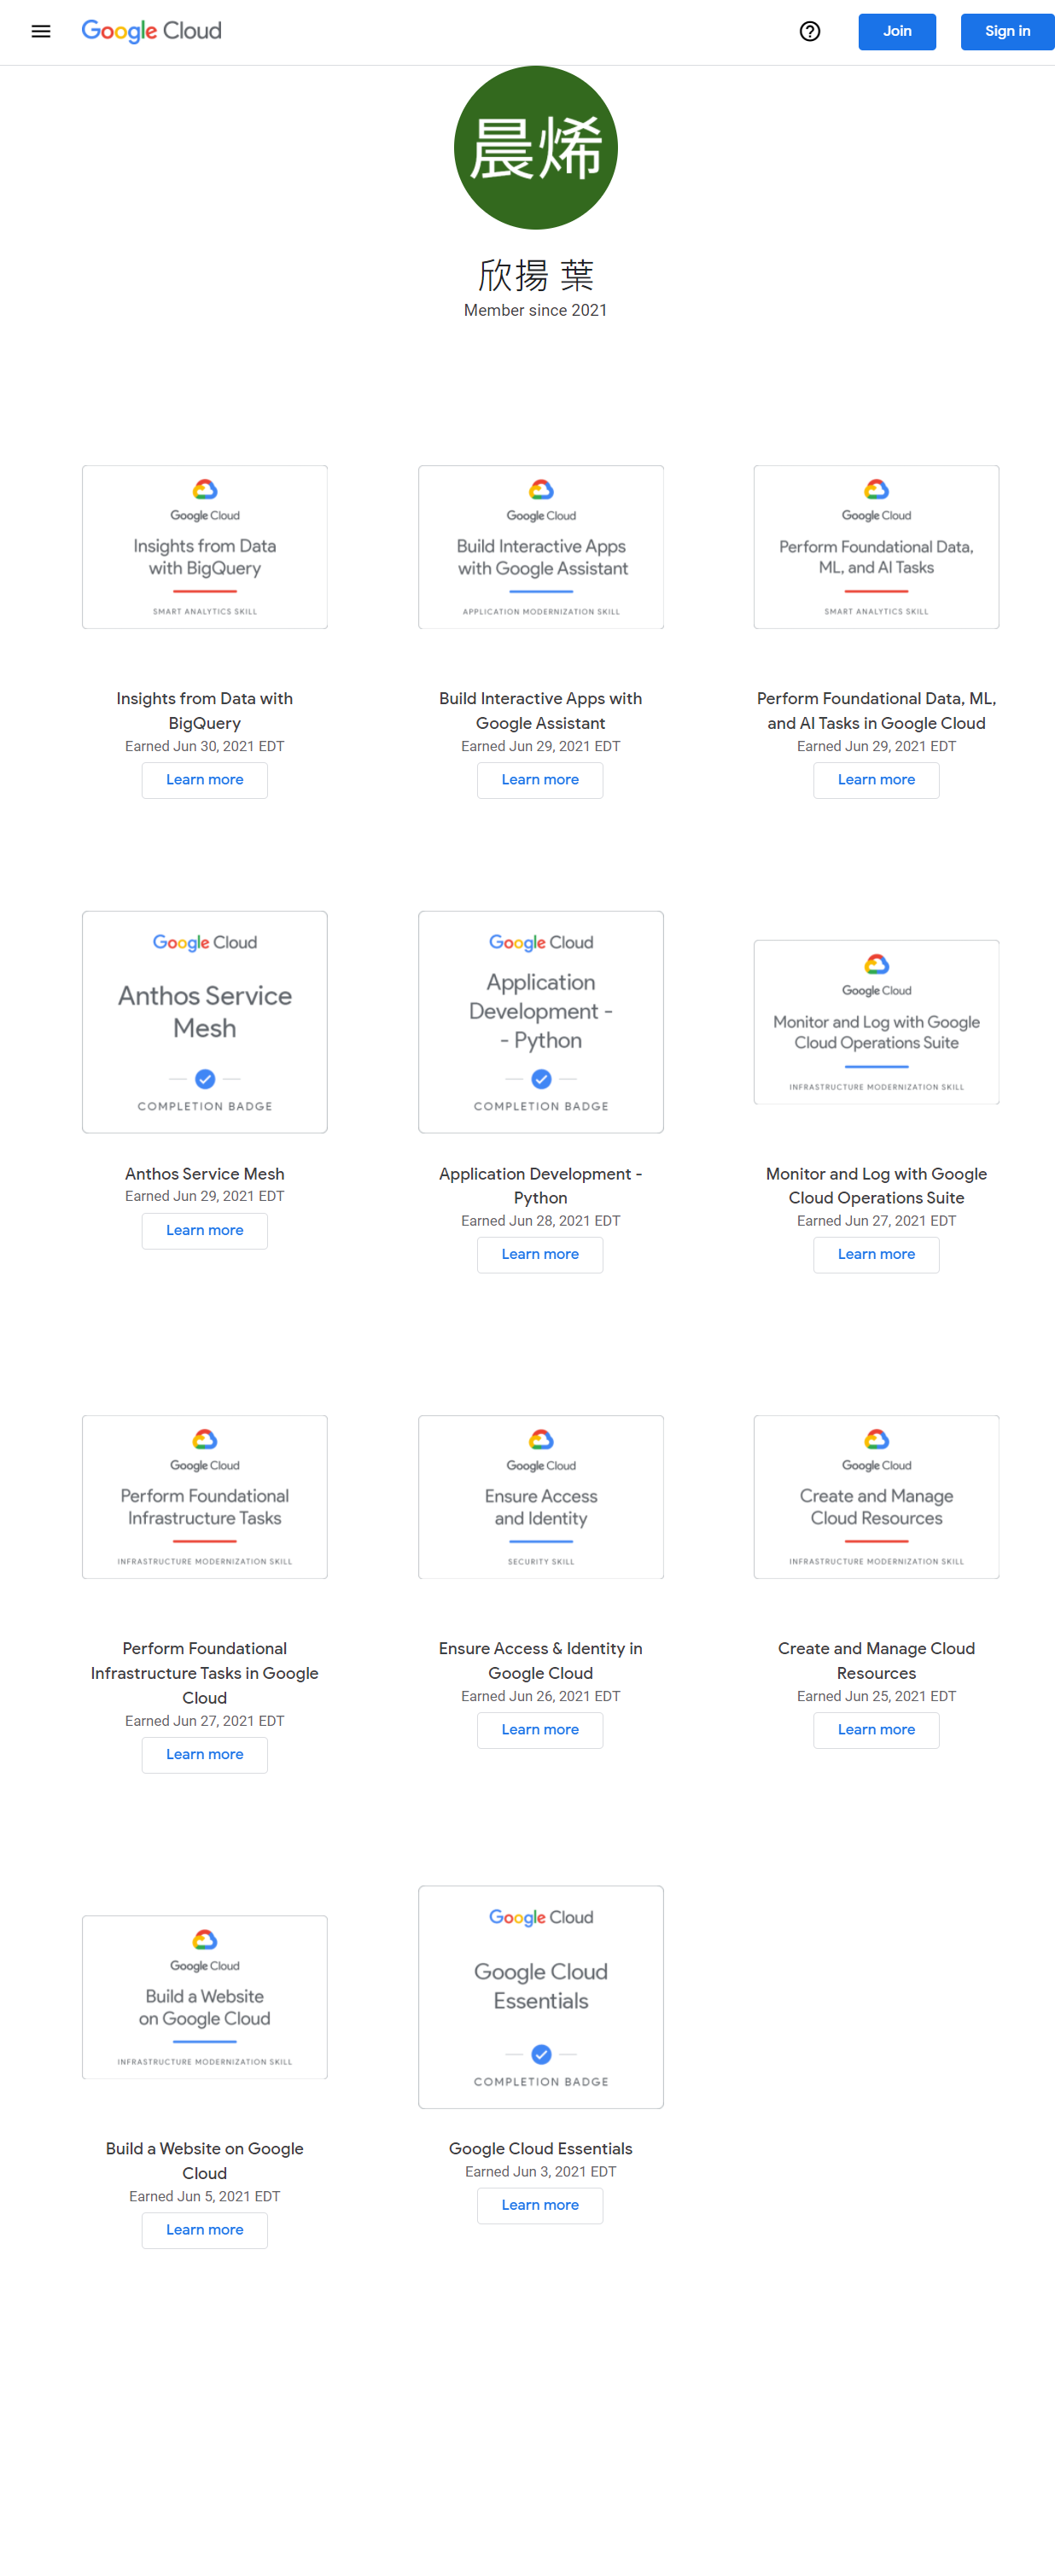 Google Cloud
Join
Sign in
晨烯
欣揚 葉
Member since 2021
Google Cloud
Insights from Data
with BigQuery
SMART ANALYTICS SKILL
Insights from Data with
BigQuery
Earned Jun 30, 2021 EDT
Learn more
Google Cloud
Build Interactive Apps
with Google Assistant
APPLICATION MODERNIZATION SKILL
Build Interactive Apps with
Google Assistant
Earned Jun 29, 2021 EDT
Learn more
Google Cloud
Perform Foundational Data,
ML, and AI Tasks
SMART ANALYTICS SKILL
Perform Foundational Data, ML,
and AI Tasks in Google Cloud
Earned Jun 29, 2021 EDT
Learn more
Google Cloud
Anthos Service
Mesh
COMPLETION BADGE
Anthos Service Mesh
Earned Jun 29, 2021 EDT
Learn more
Google Cloud
Application
Development -
- Python
COMPLETION BADGE
Application Development -
Python
Earned Jun 28, 2021 EDT
Learn more
Google Cloud
Monitor and Log with Google
Cloud Operations Suite
INFRASTRUCTURE MODERNIZATION SKILL
Monitor and Log with Google
Cloud Operations Suite
Earned Jun 27, 2021 EDT
Learn more
Google Cloud
Perform Foundational
Infrastructure Tasks
INFRASTRUCTURE MODERNIZATION SKILL
Perform Foundational
Infrastructure Tasks in Google
Cloud
Earned Jun 27, 2021 EDT
Learn more
Google Cloud
Ensure Access
and Identity
SECURITY SKILL
Ensure Access & Identity in
Google Cloud
Earned Jun 26, 2021 EDT
Learn more
Google Cloud
Create and Manage
Cloud Resources
INFRASTRUCTURE MODERNIZATION SKILL
Create and Manage Cloud
Resources
Earned Jun 25, 2021 EDT
Learn more
Google Cloud
Build a Website
on Google Cloud
INFRASTRUCTURE MODERNIZATION SKILL
Build a Website on Google
Cloud
Earned Jun 5, 2021 EDT
Learn more
Google Cloud
Google Cloud
Essentials
COMPLETION BADGE
Google Cloud Essentials
Earned Jun 3, 2021 EDT
Learn more